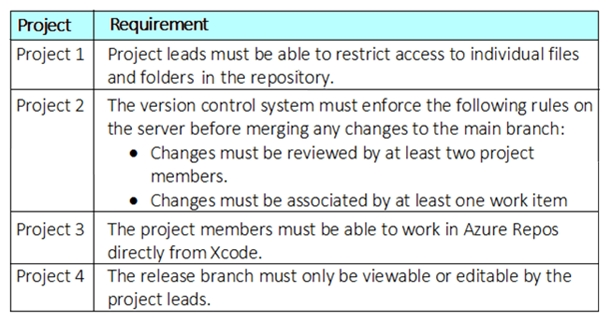 Project Requirement
Project 1 Project leads must be able to restrict access to individual files
and folders in the repository.
Project 2 The version control system must enforce the following rules on
the server before merging any changes to the main branch:
• Changes must be reviewed by at least two project
members.
• Changes must be associated by at least one work item
Project 3 The project members must be able to work in Azure Repos
directly from Xcode.
Project 4 The release branch must only be viewable or editable by the
project leads.